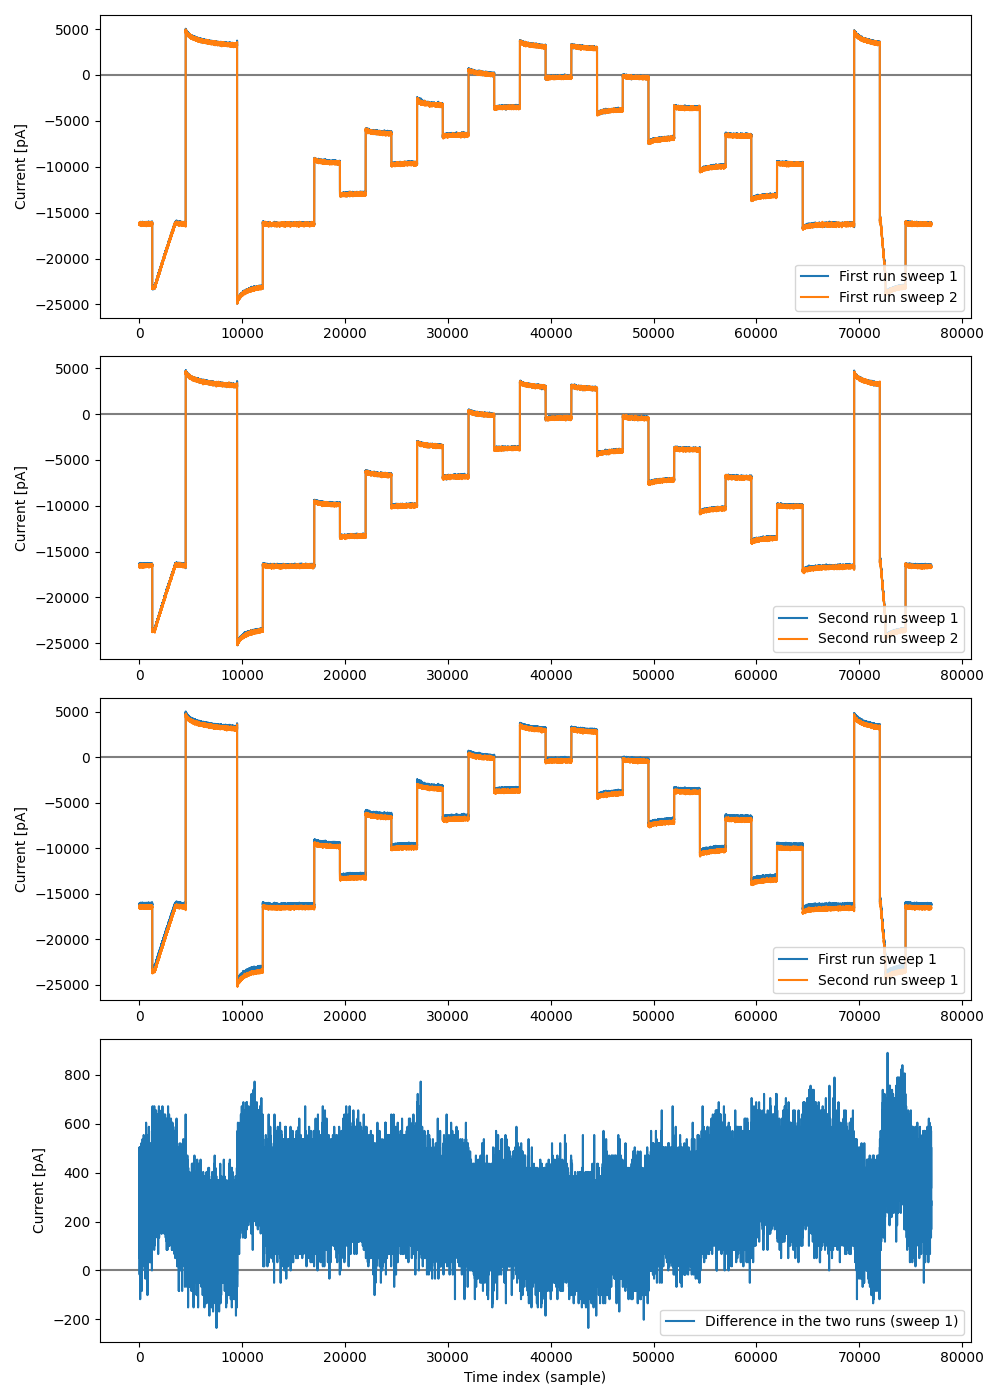 5000
0
−5000
−10000
−15000
−20000
−25000
Current [pA]
First run sweep 1
First run sweep 2
0 10000 20000 30000 40000 50000 60000 70000 80000
5000
0
−5000
−10000
−15000
−20000
−25000
Current [pA]
Second run sweep 1
Second run sweep 2
0 10000 20000 30000 40000 50000 60000 70000 80000
5000
0
−5000
−10000
−15000
−20000
−25000
Current [pA]
First run sweep 1
Second run sweep 1
0 10000 20000 30000 40000 50000 60000 70000 80000
800
600
400
200
0
−200
Current [pA]
Difference in the two runs (sweep 1)
0 10000 20000 30000 40000 50000 60000 70000 80000
Time index (sample)